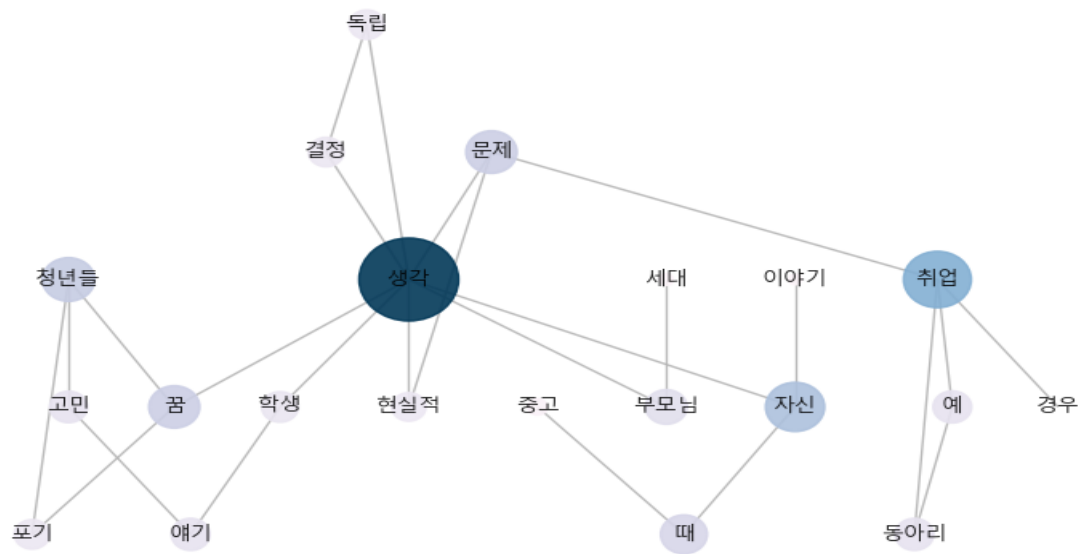 독립
결정
문제
청년들
생각
세대
이야기
취업
고민
꿈
학생
현실적
중고
부모님
자신
예
경우
포기
얘기
때
동아리